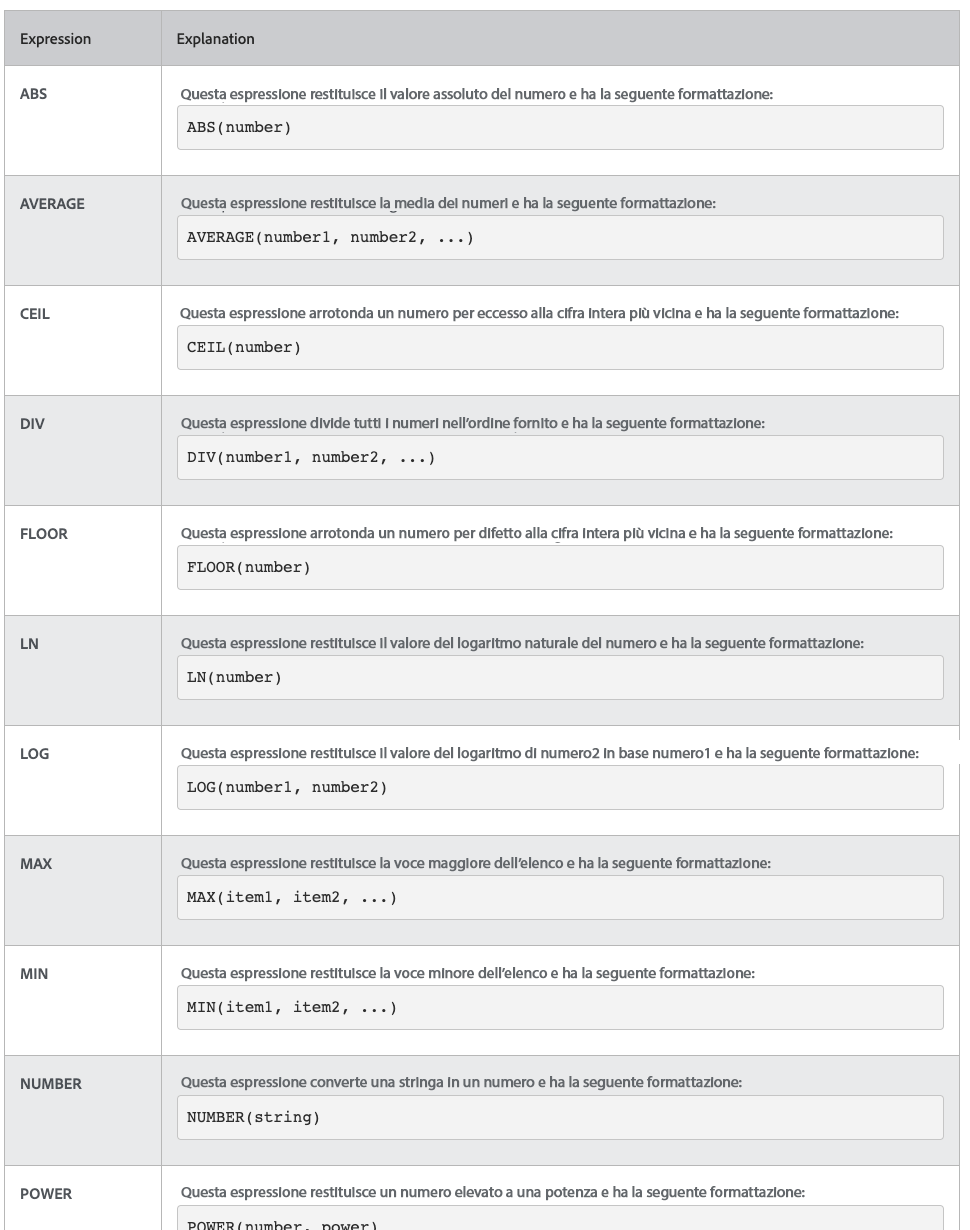 Expression Explanation
ABS Questa espressione restituisce il valore assoluto del numero e ha la seguente formattazione:
ABS(number)
AVERAGE Questa espressione restituisce la media dei numeri e ha la seguente formattazione:
AVERAGE(number1, number2, ...)
CEIL Questa espressione arrotonda un numero per eccesso alla cifra intera più vicina e ha la seguente formattazione:
CEIL(number)
DIV Questa espressione divide tutti i numeri nell'ordine fornito e ha la seguente formattazione:
DIV(number1, number2, ...)
FLOOR Questa espressione arrotonda un numero per difetto alla cifra intera più vicina e ha la seguente formattazione:
FLOOR(number)
LN Questa espressione restituisce il valore del logaritmo naturale del numero e ha la seguente formattazione:
LN(number)
LOG Questa espressione restituisce il valore del logaritmo di numero2 in base numero1 e ha la seguente formattazione:
LOG(number1, number2)
MAX Questa espressione restituisce la voce maggiore dell'elenco e ha la seguente formattazione:
MAX(item1, item2, ...)
MIN Questa espressione restituisce la voce minore dell'elenco e ha la seguente formattazione:
MIN(item1, item2, ...)
NUMBER Questa espressione converte una stringa in un numero e ha la seguente formattazione:
NUMBER(string)
POWER Questa espressione restituisce un numero elevato a una potenza e ha la seguente formattazione:
POWER(number, power)